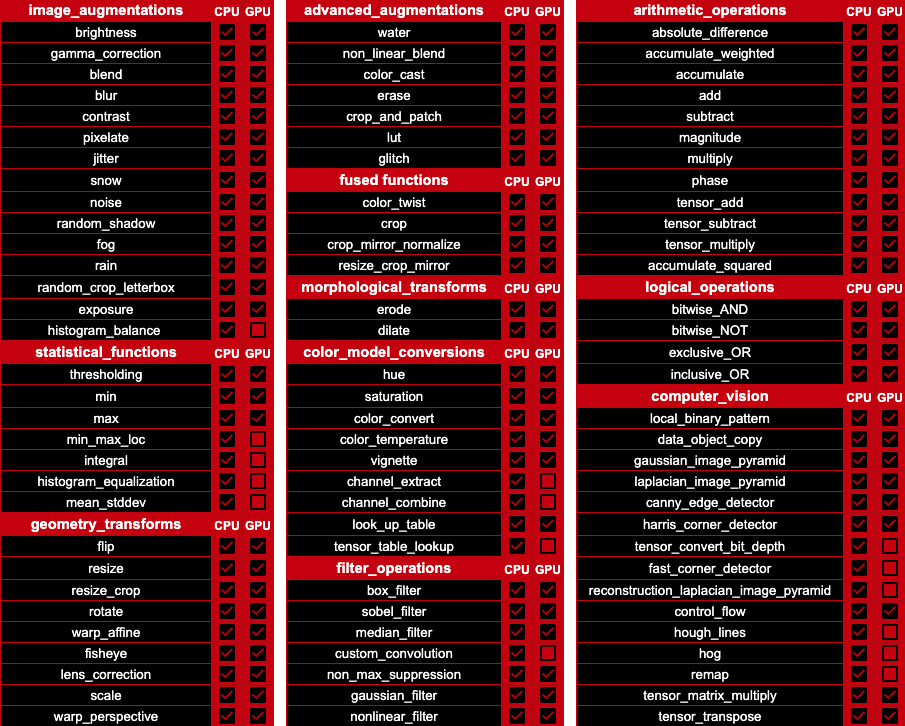 image_augmentations CPU GPU
brightness
gamma_correction
blend
blur
contrast
pixelate
jitter
snow
noise
random_shadow
fog
rain
random_crop_letterbox
exposure
histogram_balance
statistical_functions CPU GPU
thresholding
min
max
min_max_loc
integral
histogram_equalization
mean_stddev
geometry_transforms CPU GPU
flip
resize
resize_crop
rotate
warp_affine
fisheye
lens_correction
scale
warp_perspective
advanced_augmentations CPU GPU
water
non_linear_blend
color_cast
erase
crop_and_patch
lut
glitch
fused functions CPU GPU
color_twist
crop
crop_mirror_normalize
resize_crop_mirror
morphological_transforms CPU GPU
erode
dilate
color_model_conversions CPU GPU
hue
saturation
color_convert
color_temperature
vignette
channel_extract
channel_combine
look_up_table
tensor_table_lookup
filter_operations CPU GPU
box_filter
sobel_filter
median_filter
custom_convolution
non_max_suppression
gaussian_filter
nonlinear_filter
arithmetic_operations CPU GPU
absolute_difference
accumulate_weighted
accumulate
add
subtract
magnitude
multiply
phase
tensor_add
tensor_subtract
tensor_multiply
accumulate_squared
logical_operations CPU GPU
bitwise_AND
bitwise_NOT
exclusive_OR
inclusive_OR
computer_vision CPU GPU
local_binary_pattern
data_object_copy
gaussian_image_pyramid
laplacian_image_pyramid
canny_edge_detector
harris_corner_detector
tensor_convert_bit_depth
fast_corner_detector
reconstruction_laplacian_image_pyramid
control_flow
hough_lines
hog
remap
tensor_matrix_multiply
tensor_transpose